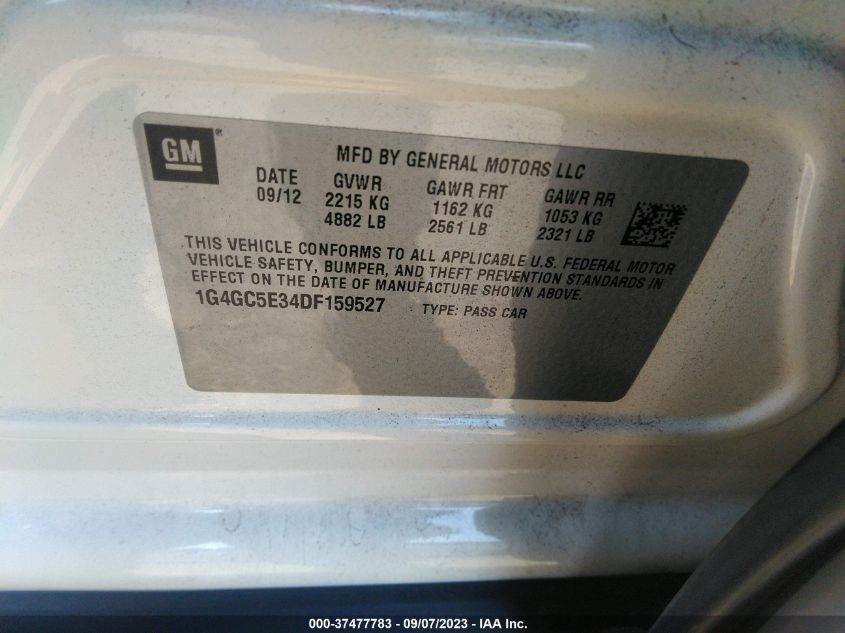 GM®
MFD BY GENERAL MOTORS LLC
DATE GVWR GAWR FRT GAWR RR
09/12 2215 KG 1162 KG 1053 KG
4882 LB 2561 LB 2321 LB
THIS VEHICLE CONFORMS TO ALL APPLICABLE U.S. FEDERAL MOTOR
VEHICLE SAFETY, BUMPER, AND THEFT PREVENTION STANDARDS IN
EFFECT ON THE DATE OF MANUFACTURE SHOWN ABOVE.
1G4GC5E34DF159527 TYPE: PASS CAR
000-37477783 - 09/07/2023 - IAA Inc.